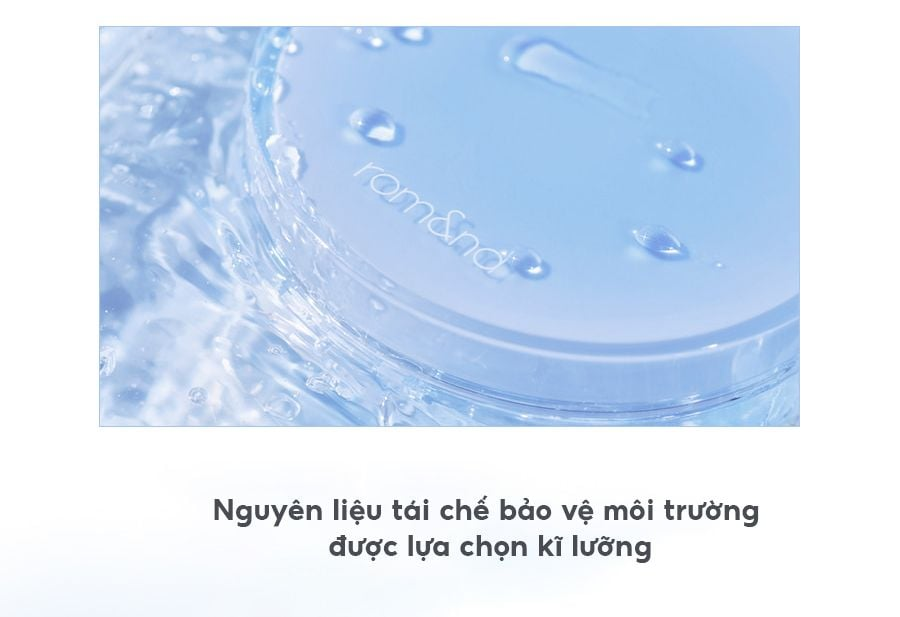 rom&nd
Nguyên liệu tái chế bảo vệ môi trường
được lựa chọn kĩ lưỡng